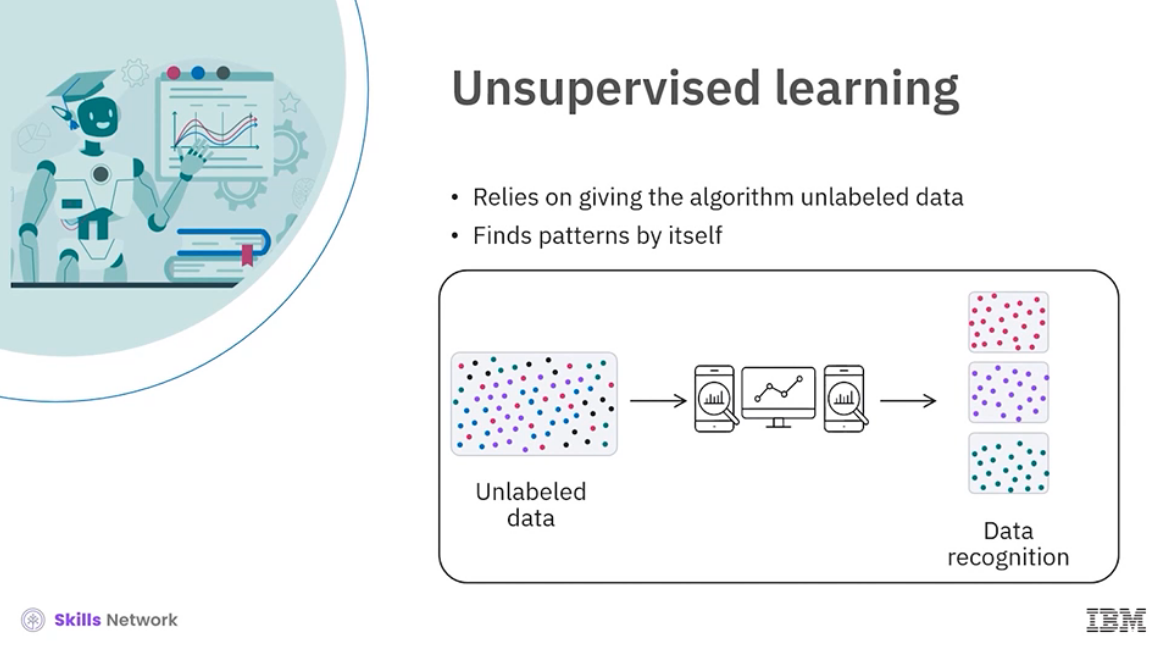 Unsupervised learning
• Relies on giving the algorithm unlabeled data
• Finds patterns by itself
Unlabeled
data
Data
recognition
Skills Network
IBM